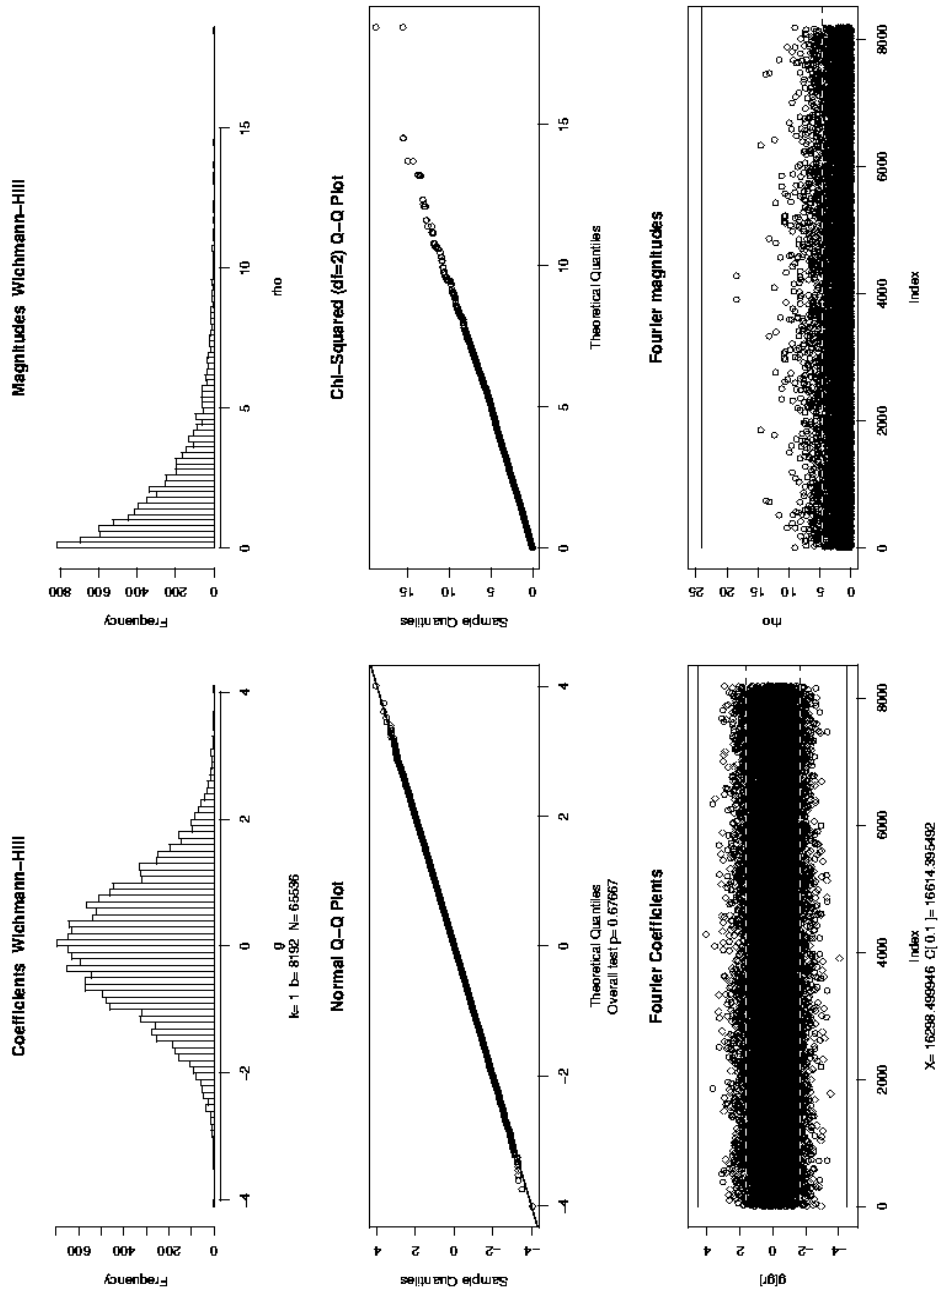 Coefficients Wichmann-Hill
Frequency
0 200 400 600
-4 -2 0 2 4
g
k= 1 b= 8192 N= 65536
Magnitudes Wichmann-Hill
Frequency
0 200 400 600 800
0 5 10 15
rho
Normal Q-Q Plot
Sample Quantiles
-4 -2 0 2 4
-4 -2 0 2 4
Theoretical Quantiles
Overall test p= 0.67667
Chi-Squared (df=2) Q-Q Plot
Sample Quantiles
0 5 10 15
0 5 10 15
Theoretical Quantiles
Fourier Coefficients
g[gr]
-4 -2 0 2 4
0 2000 4000 6000 8000
Index
X= 16298.499946 C[ 0.1 ]= 16614.395492
Fourier magnitudes
rho
0 5 10 15 20 25
0 2000 4000 6000 8000
Index